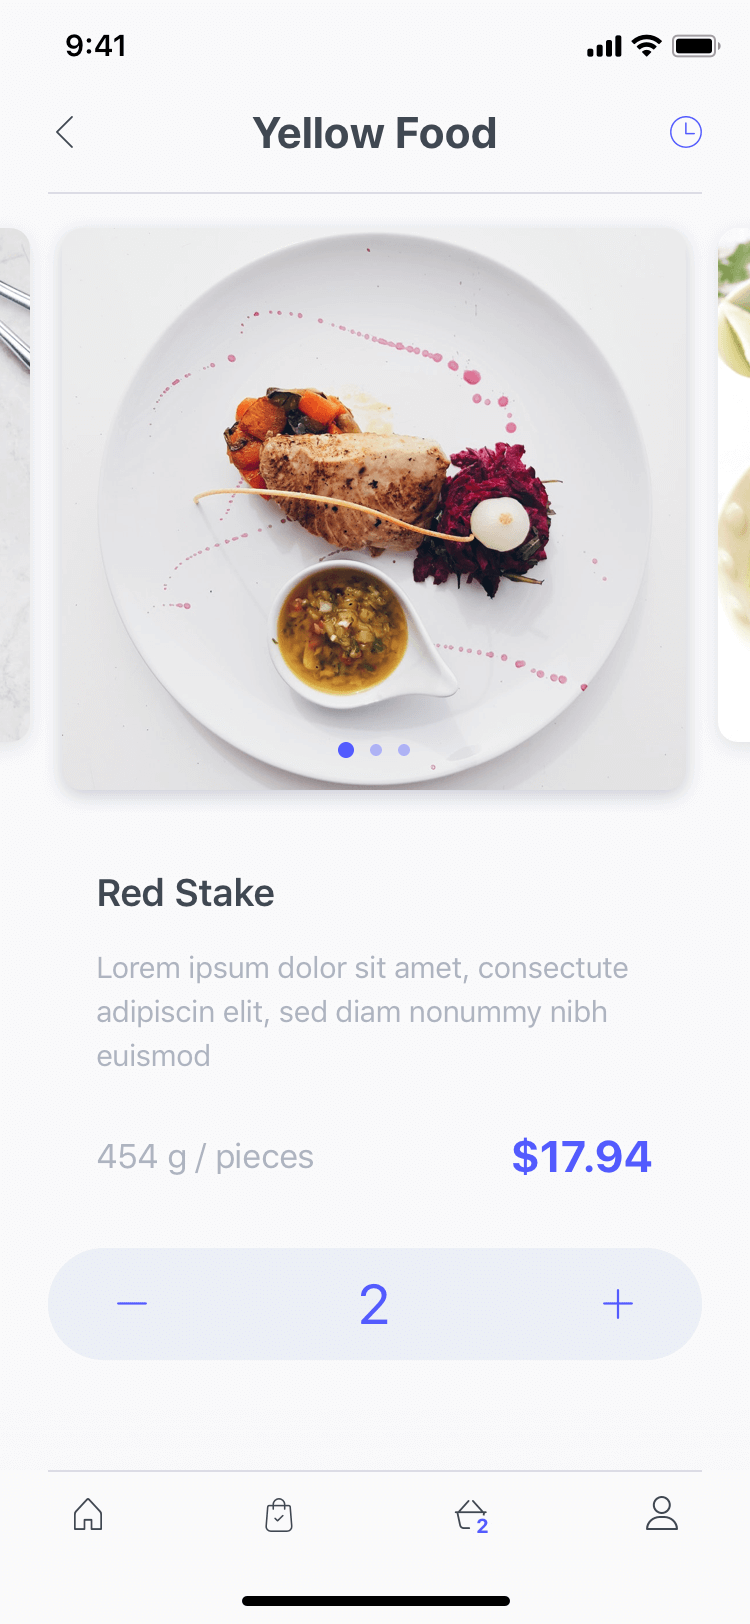 9:41
Yellow Food
Red Stake
Lorem ipsum dolor sit amet, consectute
adipiscin elit, sed diam nonummy nibh
euismod
454 g / pieces
$17.94
2
2